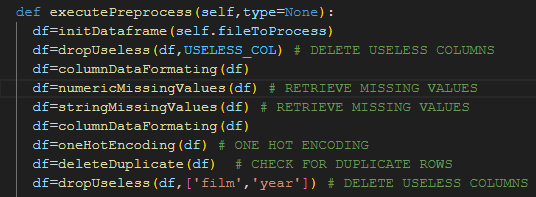 def executePreprocess(self,type=None):
df=initDataframe(self.fileToProcess)
df=dropUseless(df,USELESS_COL) # DELETE USELESS COLUMNS
df=columnDataFormating(df)
df=numericMissingValues(df) # RETRIEVE MISSING VALUES
df=stringMissingValues(df) # RETRIEVE MISSING VALUES
df=columnDataFormating(df)
df=oneHotEncoding(df) # ONE HOT ENCODING
df=deleteDuplicate(df)  # CHECK FOR DUPLICATE ROWS
df=dropUseless(df,['film','year']) # DELETE USELESS COLUMNS